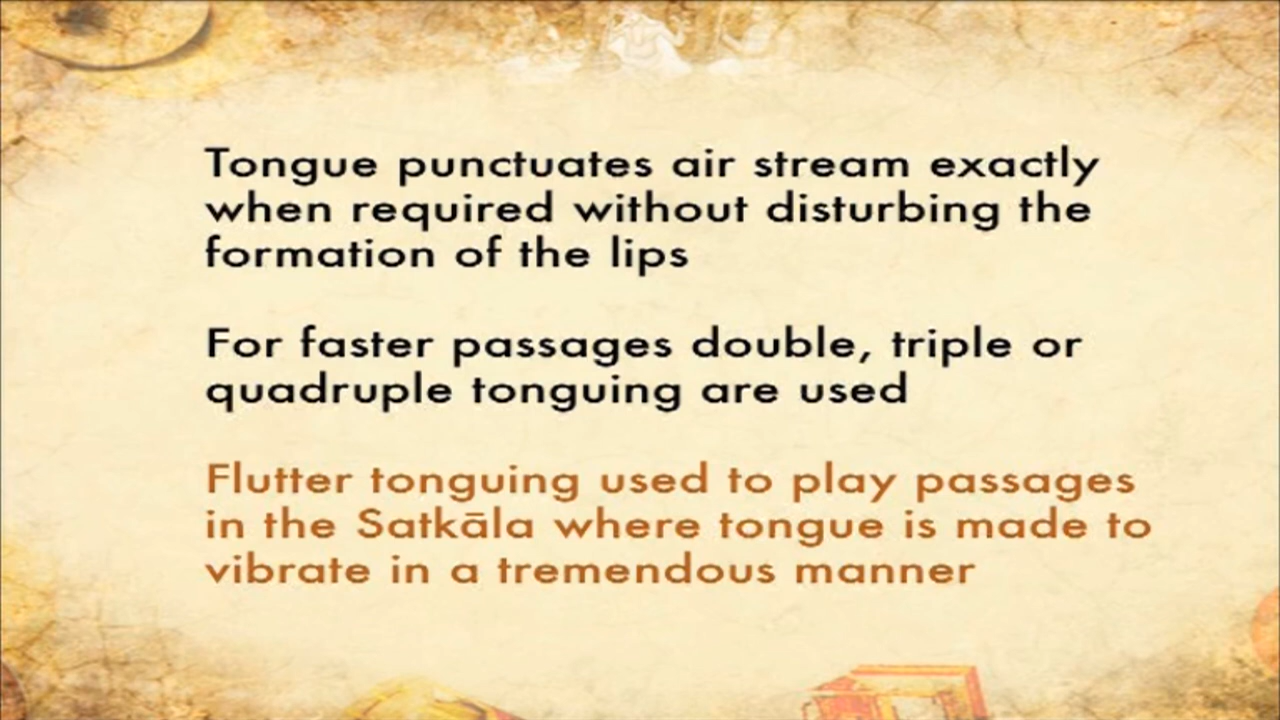 Tongue punctuates air stream exactly
when required without disturbing the
formation of the lips
For faster passages double, triple or
quadruple tonguing are used
Flutter tonguing used to play passages
in the Satkāla where tongue is made to
vibrate in a tremendous manner